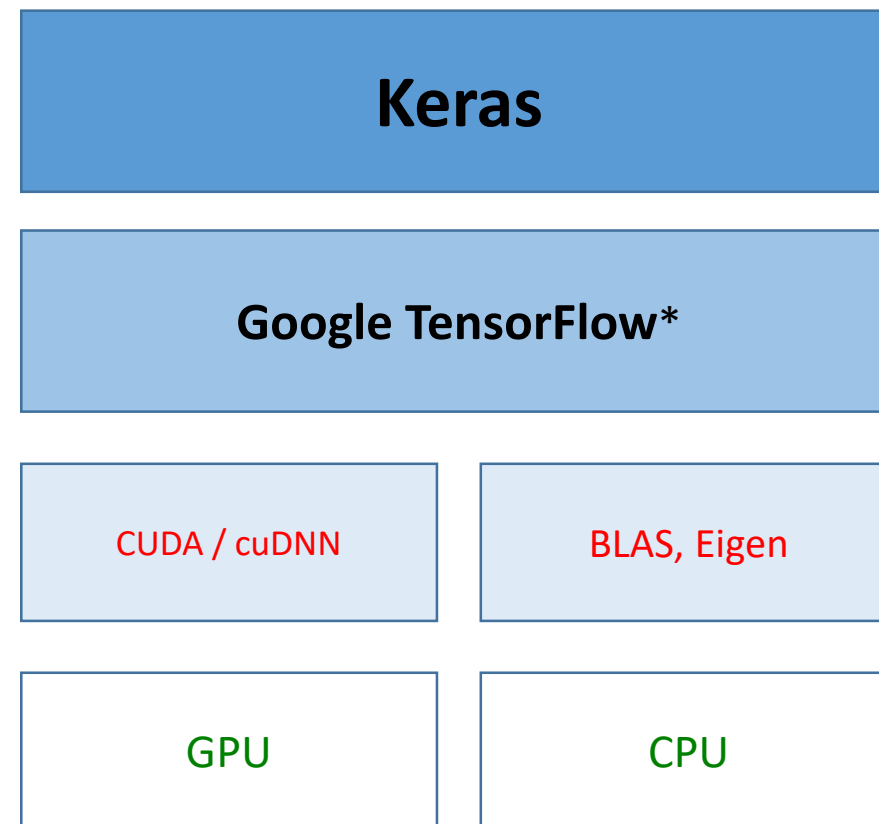 Keras
Google TensorFlow*
CUDA / cuDNN
BLAS, Eigen
GPU
CPU